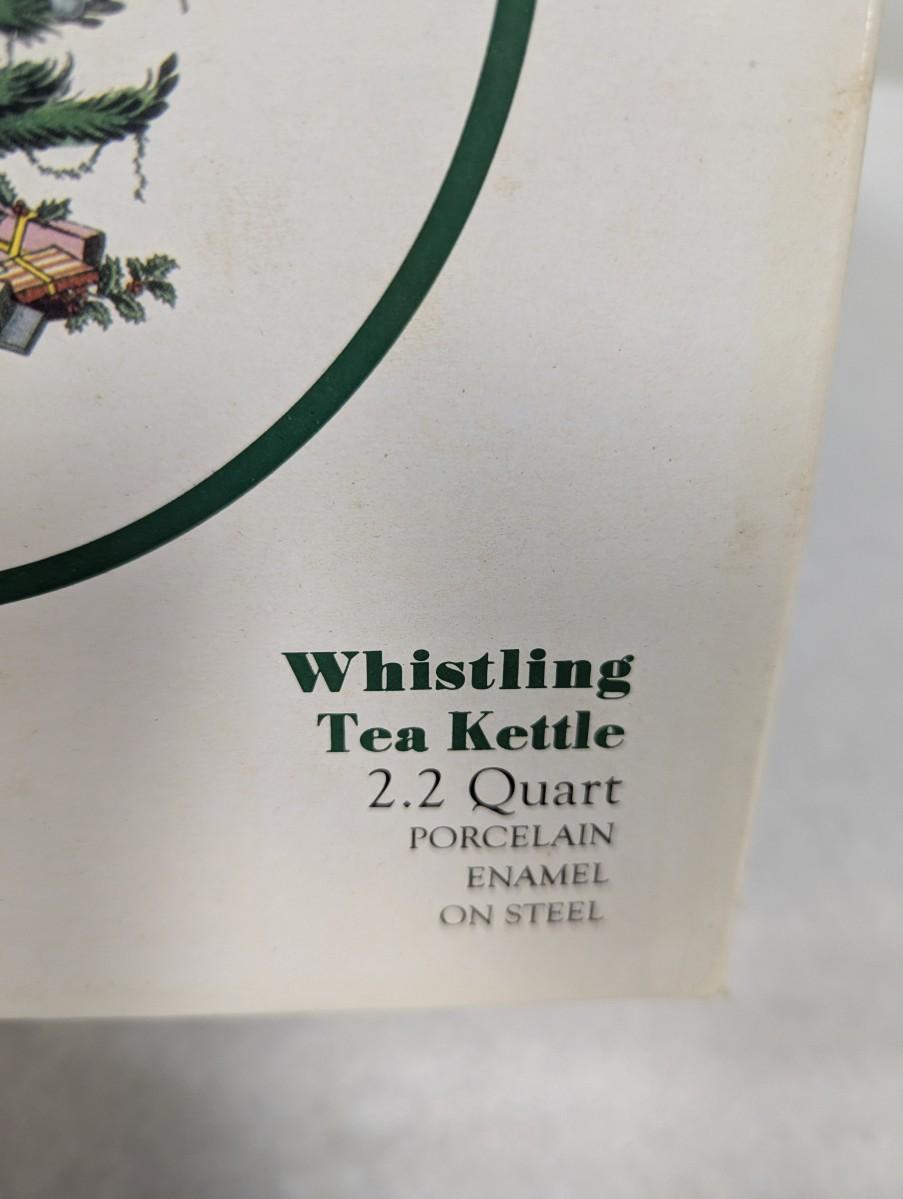 Whistling
Tea Kettle
2.2 Quart
PORCELAIN
ENAMEL
ON STEEL